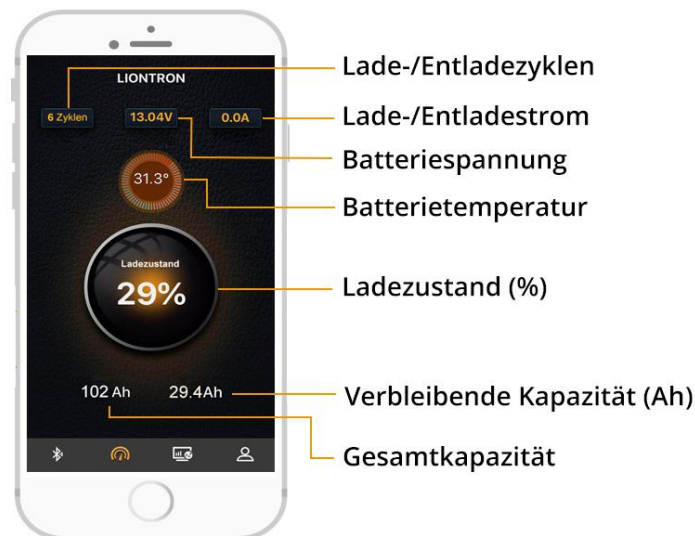 LIONTRON
6 Zyklen
13.04V
0.0A
31.3°
Ladezustand
29%
102 Ah
29.4Ah
Lade-/Entladezyklen
Lade-/Entladestrom
Batteriespannung
Batterietemperatur
Ladezustand (%)
Verbleibende Kapazität (Ah)
Gesamtkapazität